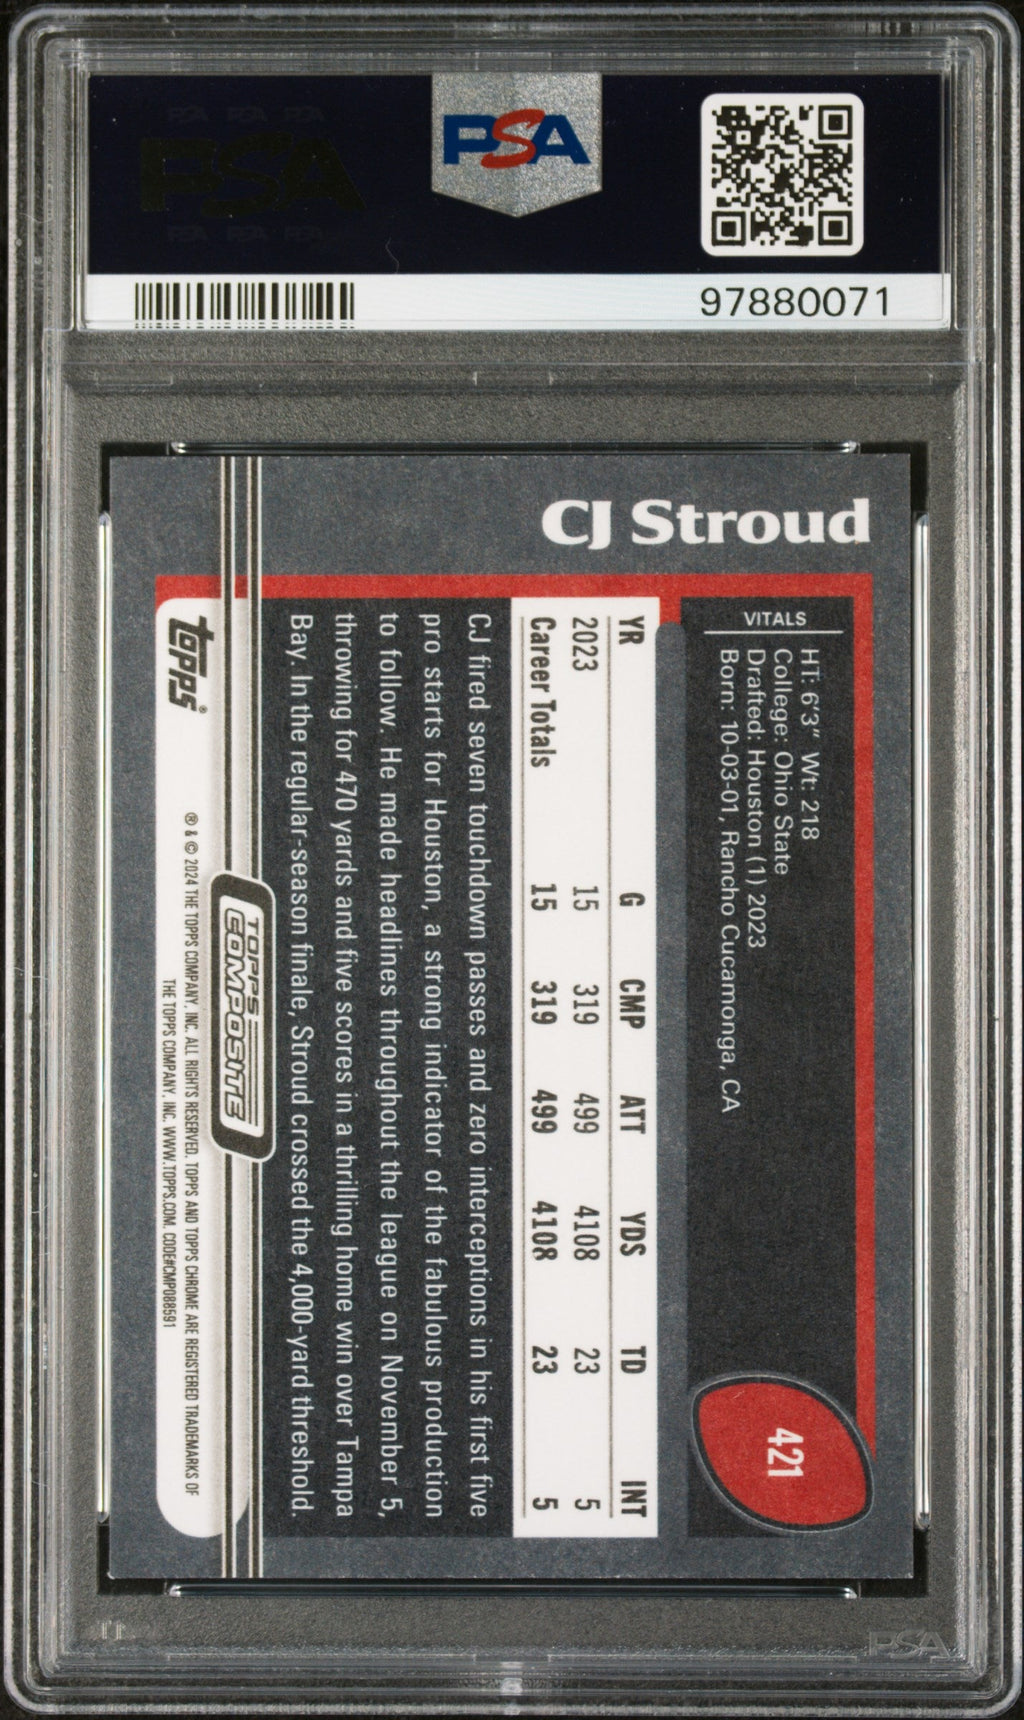 PSA
97880071
CJ Stroud
VITALS
HT: 6'3" Wt: 218
College: Ohio State
Drafted: Houston (1) 2023
Born: 10-03-01, Rancho Cucamonga, CA
421
YR G CMP ATT YDS TD INT
2023 15 319 499 4108 23 5
Career Totals 15 319 499 4108 23 5
CJ fired seven touchdown passes and zero interceptions in his first five
pro starts for Houston, a strong indicator of the fabulous production
to follow. He made headlines throughout the league on November 5,
throwing for 470 yards and five scores in a thrilling home win over Tampa
Bay. In the regular-season finale, Stroud crossed the 4,000-yard threshold.
TOPPS
COMPOSITE
topps®
® & © 2024 THE TOPPS COMPANY, INC. ALL RIGHTS RESERVED. TOPPS AND TOPPS CHROME ARE REGISTERED TRADEMARKS OF
THE TOPPS COMPANY, INC. WWW.TOPPS.COM. CODE#CMP088591
PSA